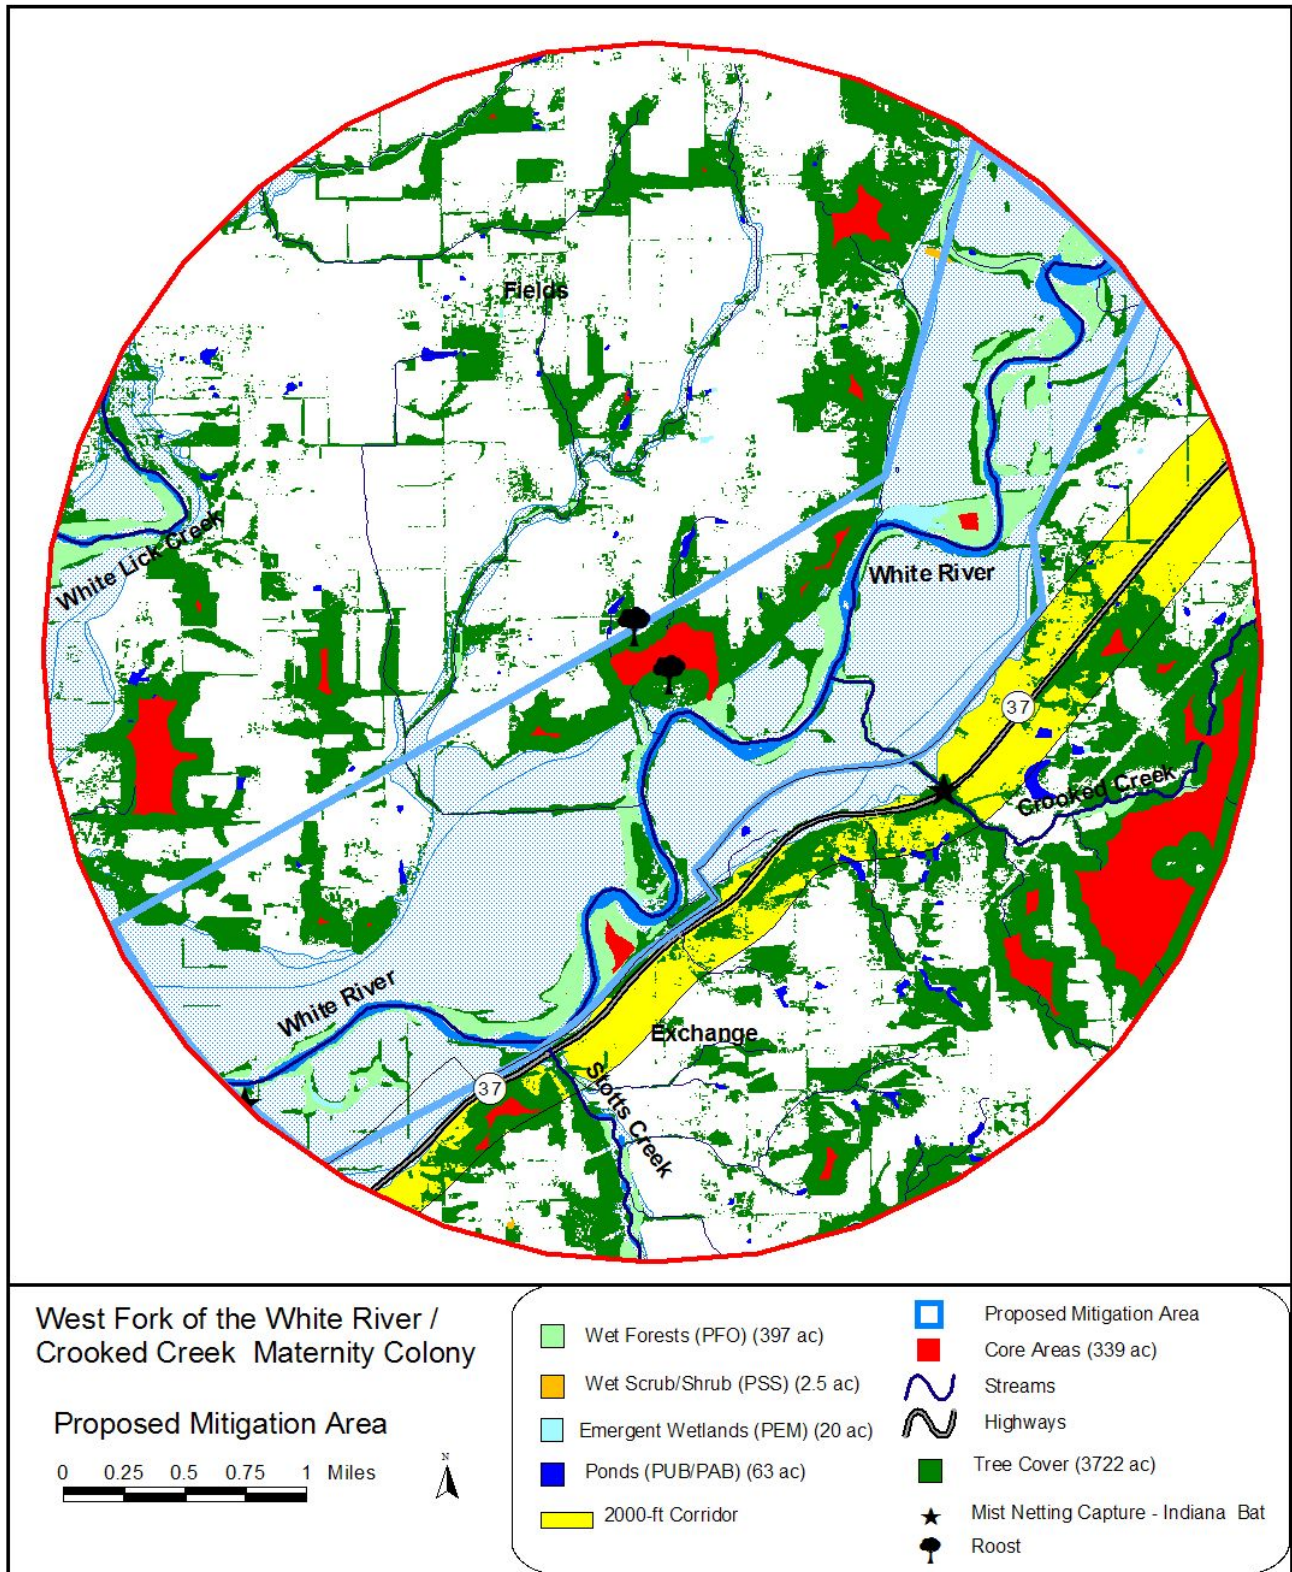 Fields
White Lick Creek
White River
37
Crooked Creek
White River
Exchange
37
Stotts Creek
West Fork of the White River /
Crooked Creek Maternity Colony
Proposed Mitigation Area
0 0.25 0.5 0.75 1 Miles
N
Wet Forests (PFO) (397 ac)
Wet Scrub/Shrub (PSS) (2.5 ac)
Emergent Wetlands (PEM) (20 ac)
Ponds (PUB/PAB) (63 ac)
2000-ft Corridor
Proposed Mitigation Area
Core Areas (339 ac)
Streams
Highways
Tree Cover (3722 ac)
Mist Netting Capture - Indiana Bat
Roost